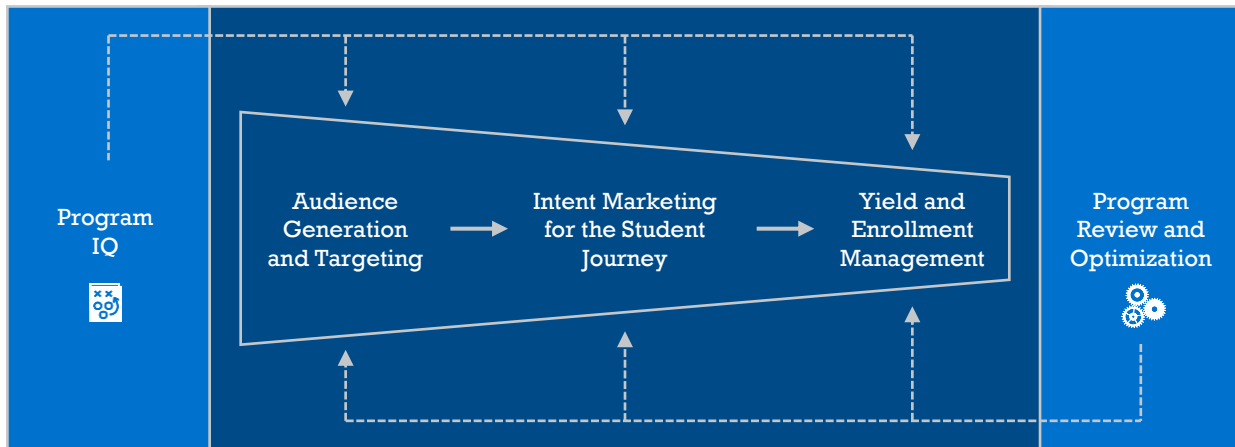 Program
IQ
Audience
Generation
and Targeting
Intent Marketing
for the Student
Journey
Yield and
Enrollment
Management
Program
Review and
Optimization